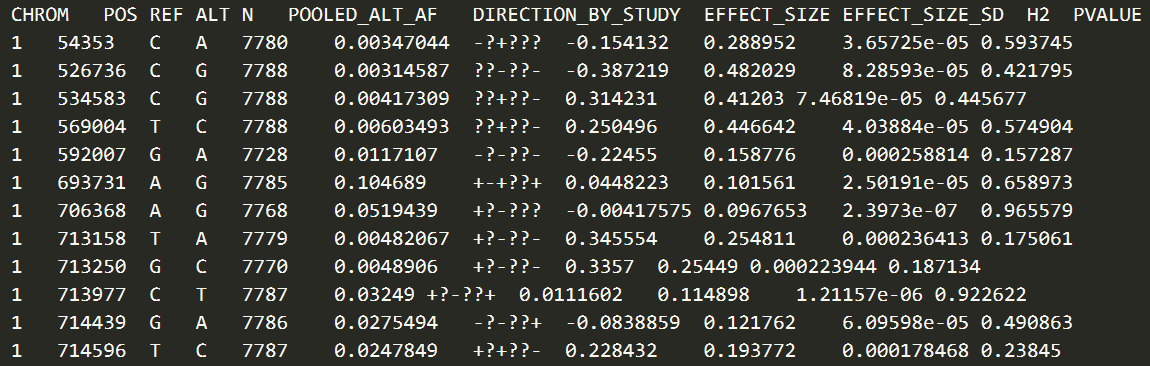 CHROM POS REF ALT N POOLED_ALT_AF DIRECTION_BY_STUDY EFFECT_SIZE EFFECT_SIZE_SD H2 PVALUE
1 54353 C A 7780 0.00347044 -?+??? -0.154132 0.288952 3.65725e-05 0.593745
1 526736 C G 7788 0.00314587 ??-??- -0.387219 0.482029 8.28593e-05 0.421795
1 534583 C G 7788 0.00417309 ??+??- 0.314231 0.41203 7.46819e-05 0.445677
1 569004 T C 7788 0.00603493 ??+??- 0.250496 0.446642 4.03884e-05 0.574904
1 592007 G A 7728 0.0117107 -?-??- -0.22455 0.158776 0.000258814 0.157287
1 693731 A G 7785 0.104689 +-+??+ 0.0448223 0.101561 2.50191e-05 0.658973
1 706368 A G 7768 0.0519439 +?-??? -0.00417575 0.0967653 2.3973e-07 0.965579
1 713158 T A 7779 0.00482067 +?-??- 0.345554 0.254811 0.000236413 0.175061
1 713250 G C 7770 0.0048906 +?-??- 0.3357 0.25449 0.000223944 0.187134
1 713977 C T 7787 0.03249 +?-??+ 0.0111602 0.114898 1.21157e-06 0.922622
1 714439 G A 7786 0.0275494 -?-??+ -0.0838859 0.121762 6.09598e-05 0.490863
1 714596 T C 7787 0.0247849 +?+??- 0.228432 0.193772 0.000178468 0.23845